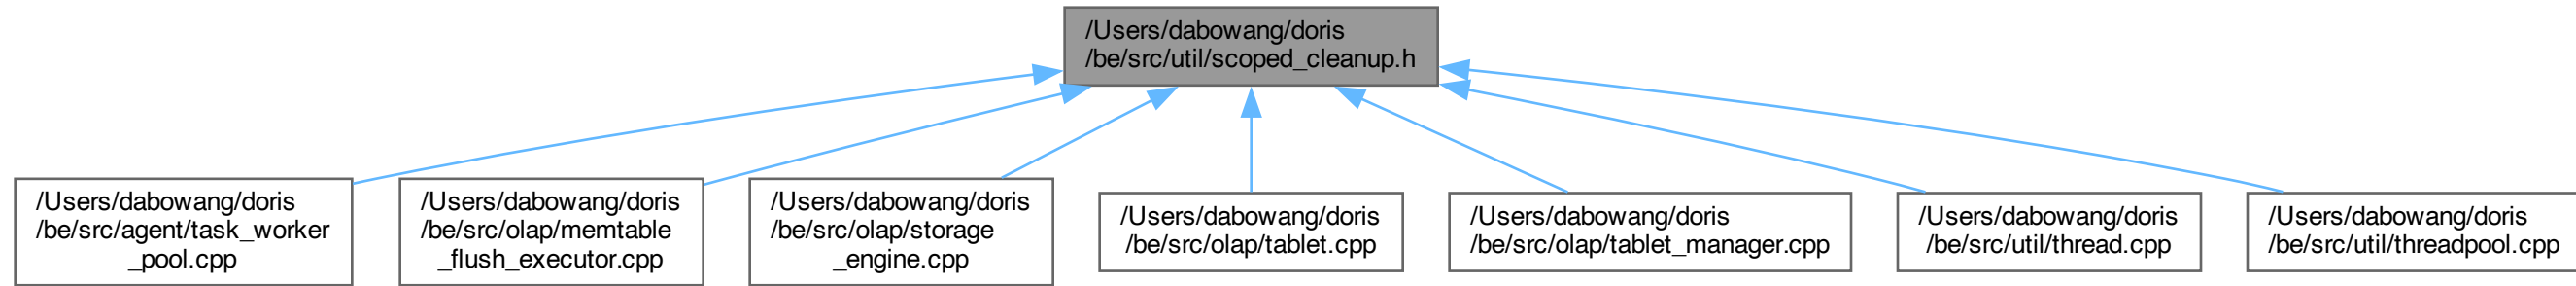 /Users/dabowang/doris
/be/src/util/scoped_cleanup.h
/Users/dabowang/doris
/be/src/agent/task_worker
_pool.cpp
/Users/dabowang/doris
/be/src/olap/memtable
_flush_executor.cpp
/Users/dabowang/doris
/be/src/olap/storage
_engine.cpp
/Users/dabowang/doris
/be/src/olap/tablet.cpp
/Users/dabowang/doris
/be/src/olap/tablet_manager.cpp
/Users/dabowang/doris
/be/src/util/thread.cpp
/Users/dabowang/doris
/be/src/util/threadpool.cpp